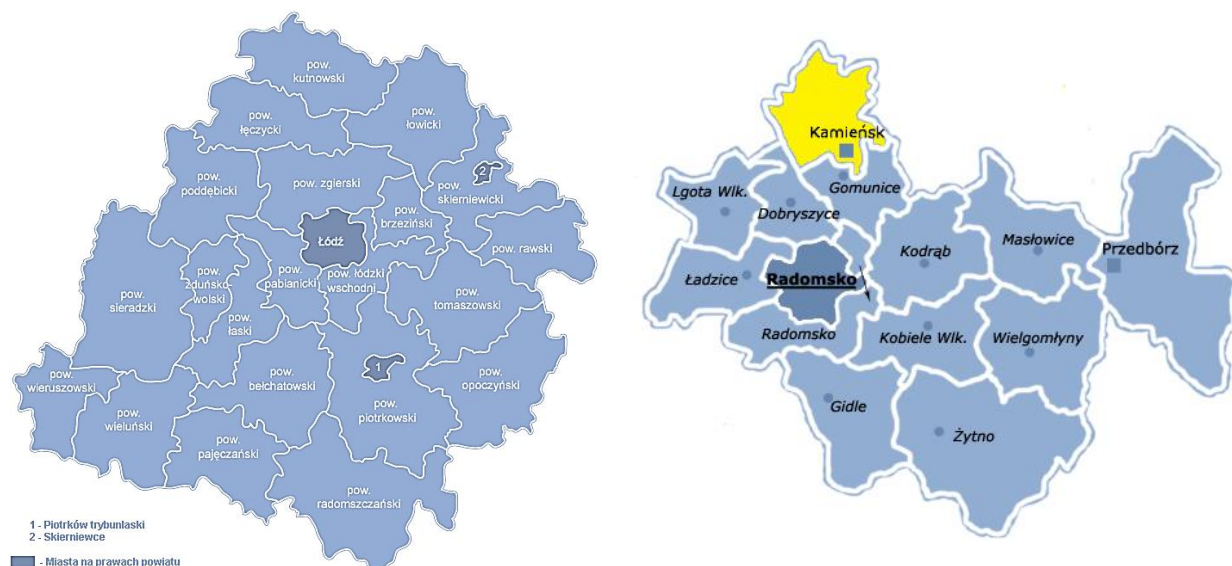 pow.
kutnowski
pow.
łęczycki
pow.
łowicki
pow.
poddębicki
pow. zgierski
2
pow.
skierniewicki
pow.
brzeziński
Łódź
pow. rawski
pow.
sieradzki
pow.
zduńsko-
wolski
pow.
pabianicki
pow. łódzki
wschodni
pow.
tomaszowski
pow.
łaski
pow.
wieruszowski
pow.
wieluński
pow.
bełchatowski
1
pow.
piotrkowski
pow.
opoczyński
pow.
pajęczański
pow.
radomszczański
1 - Piotrków trybunlaski
2 - Skierniewce
- Miasta na prawach powiatu
Kamieńsk
Lgota Wlk.
Dobryszyce
Gomunice
Kodrąb
Masłowice
Przedbórz
Ładzice
Radomsko
Radomsko
Kobiele Wlk.
Wielgomłyny
Gidle
Żytno